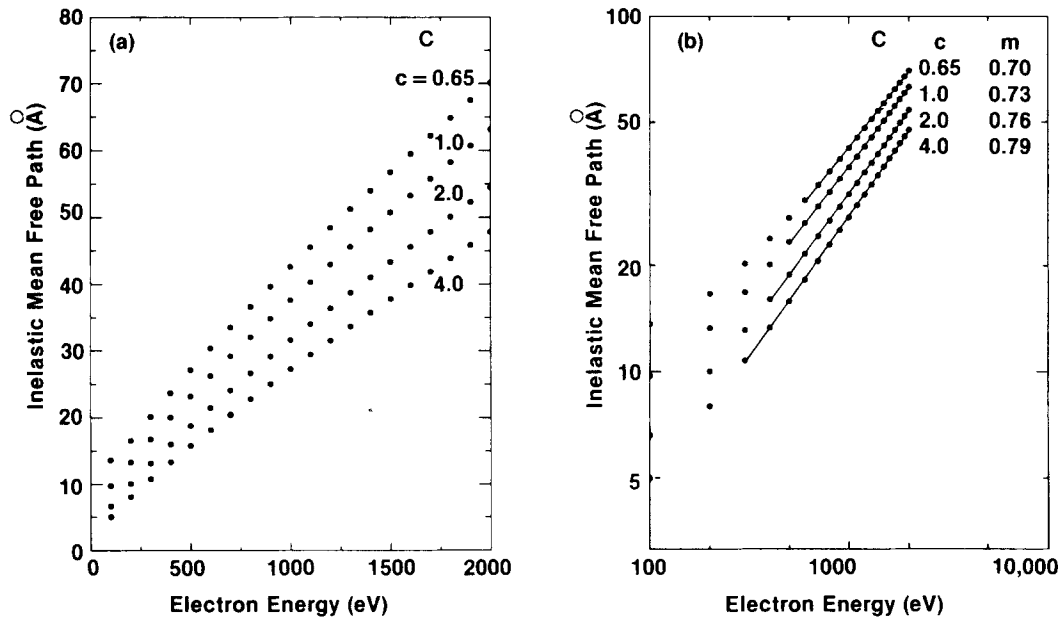 (a)
C
c = 0.65
1.0
2.0
4.0
80
70
60
50
40
30
20
10
0
0 500 1000 1500 2000
Inelastic Mean Free Path (Å)
Electron Energy (eV)
(b)
C c m
0.65 0.70
1.0 0.73
2.0 0.76
4.0 0.79
100
50
20
10
5
100 1000 10,000
Inelastic Mean Free Path (Å)
Electron Energy (eV)